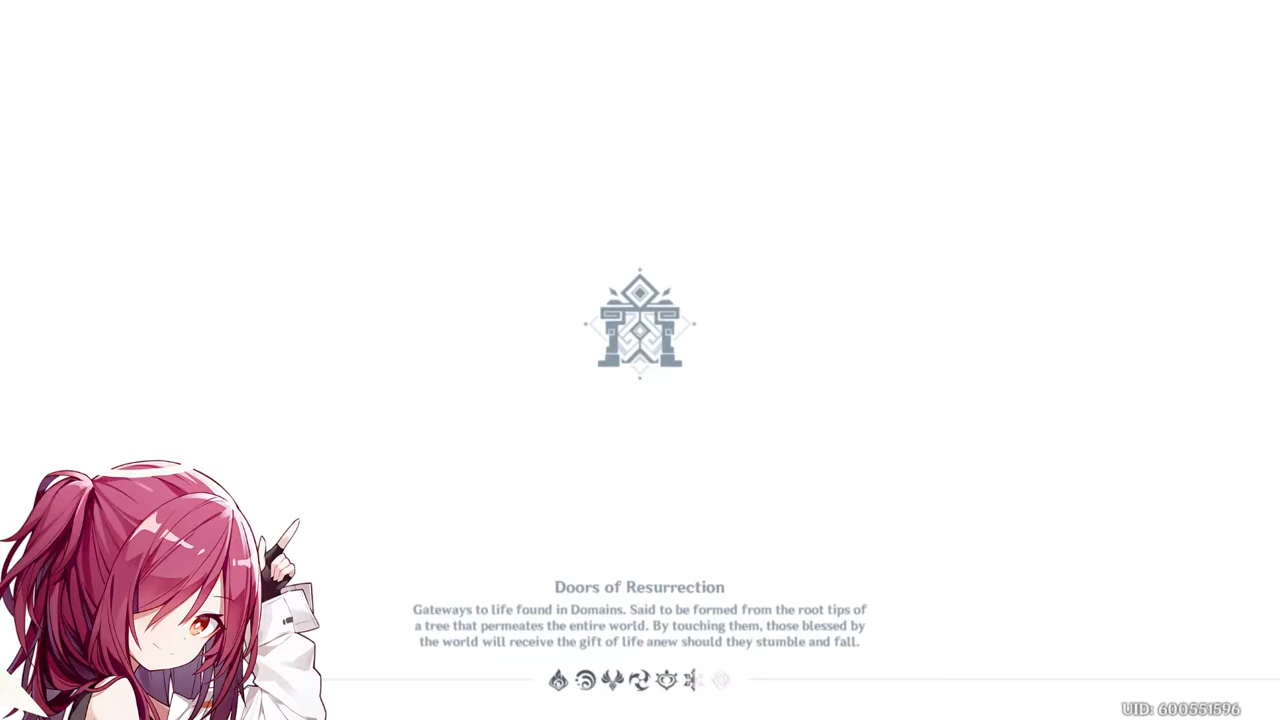 Doors of Resurrection
Gateways to life found in Domains. Said to be formed from the root tips of
a tree that permeates the entire world. By touching them, those blessed by
the world will receive the gift of life anew should they stumble and fall.
UID: 600551596